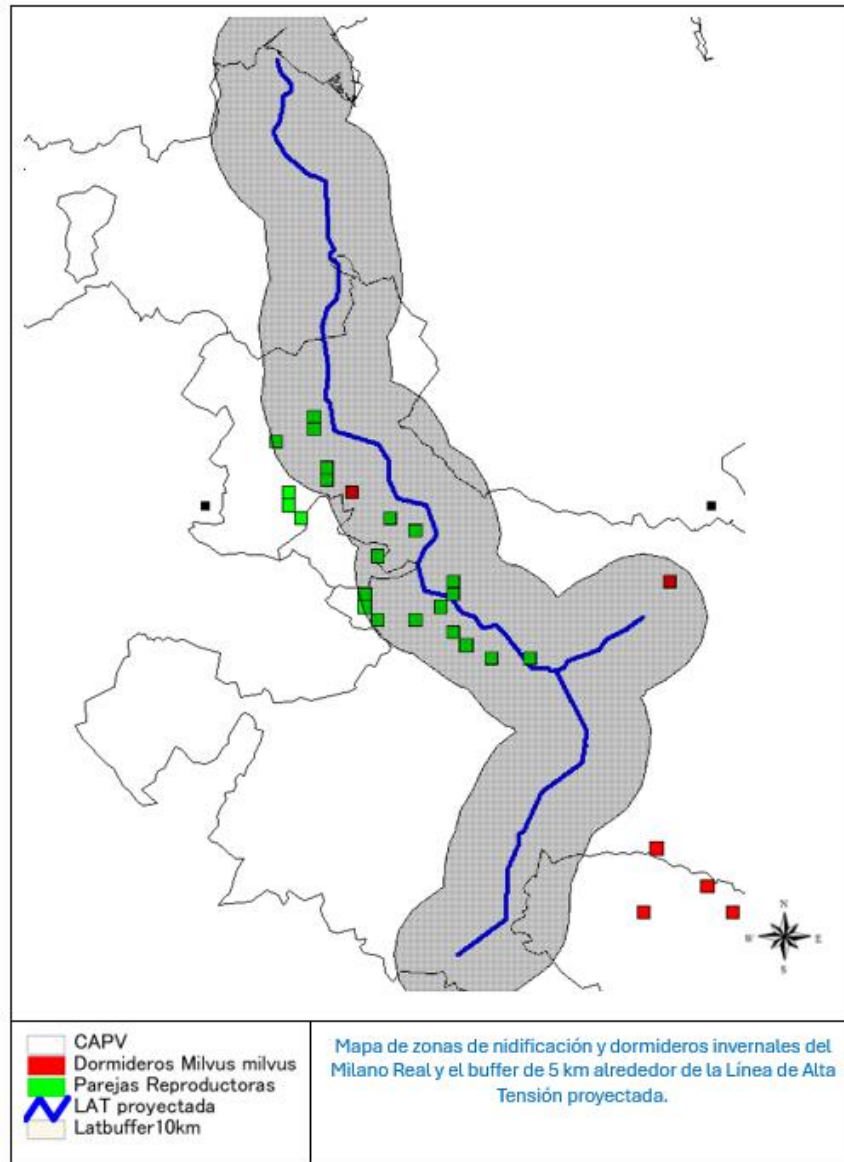 N
W
E
S
CAPV
Dormideros Milvus milvus
Parejas Reproductoras
LAT proyectada
Latbuffer10km
Mapa de zonas de nidificación y dormideros invernales del
Milano Real y el buffer de 5 km alrededor de la Línea de Alta
Tensión proyectada.